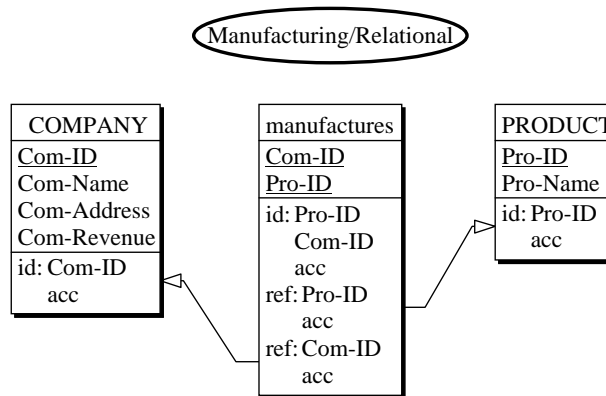 Manufacturing/Relational
COMPANY
Com-ID
Com-Name
Com-Address
Com-Revenue
id: Com-ID
acc
manufactures
Com-ID
Pro-ID
id: Pro-ID
Com-ID
acc
ref: Pro-ID
acc
ref: Com-ID
acc
PRODUCT
Pro-ID
Pro-Name
id: Pro-ID
acc